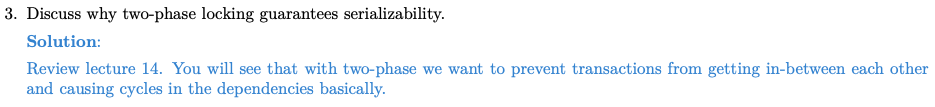 3. Discuss why two-phase locking guarantees serializability.
Solution:
Review lecture 14. You will see that with two-phase we want to prevent transactions from getting in-between each other
and causing cycles in the dependencies basically.